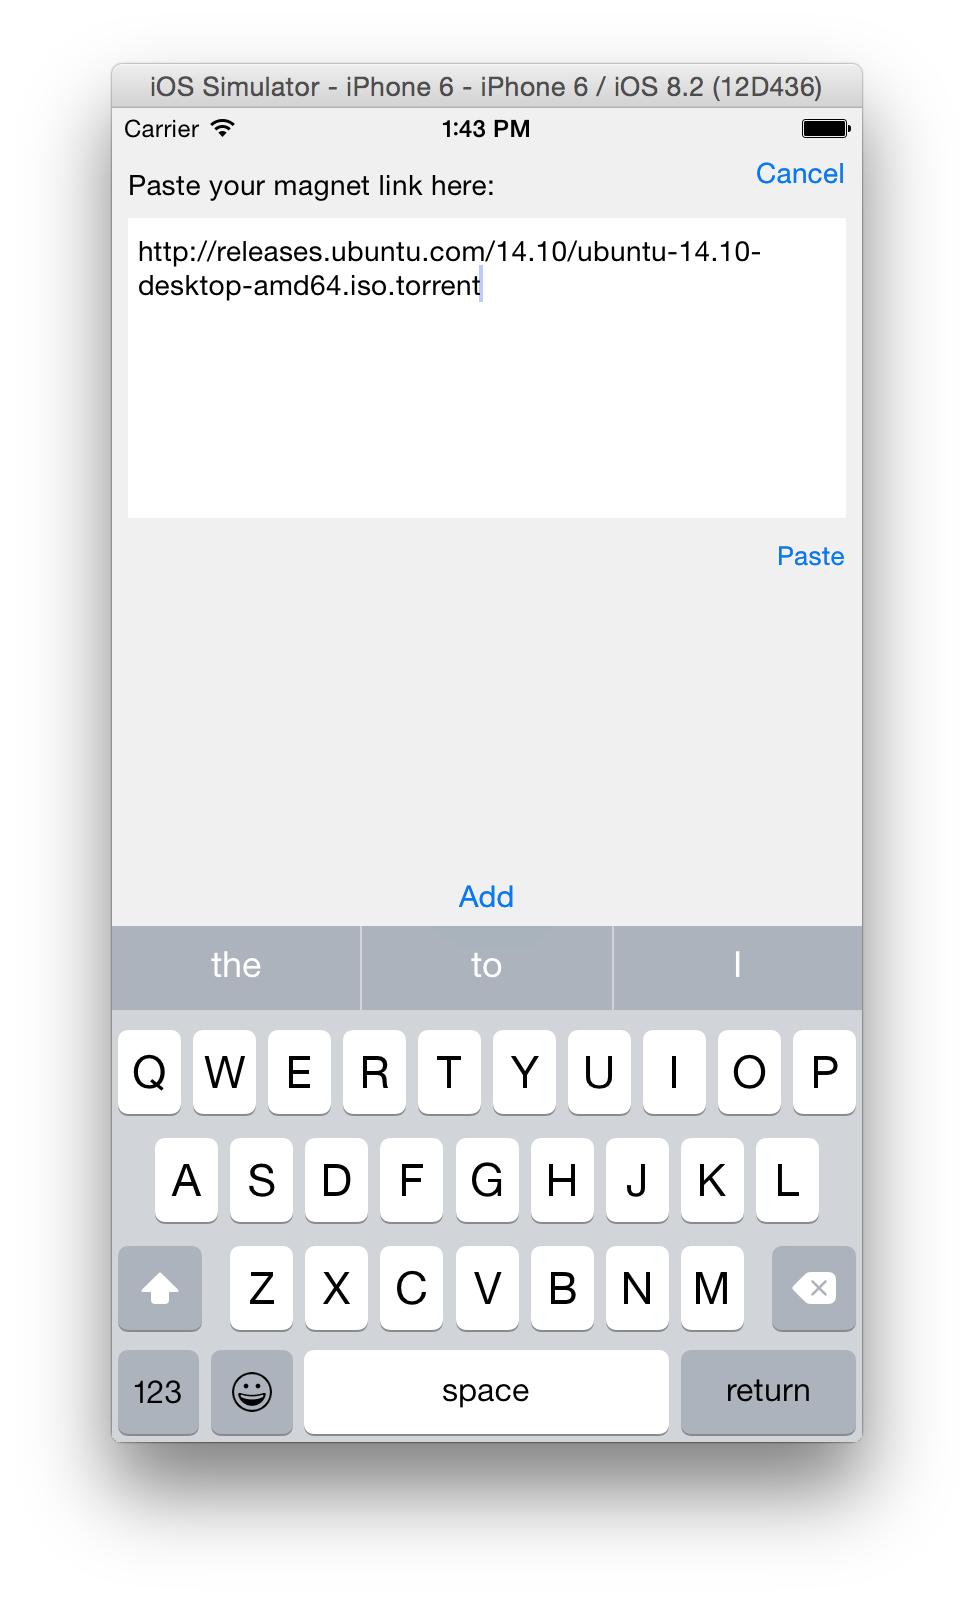 iOS Simulator - iPhone 6 - iPhone 6 / iOS 8.2 (12D436)
Carrier 1:43 PM
Cancel
Paste your magnet link here:
http://releases.ubuntu.com/14.10/ubuntu-14.10-
desktop-amd64.iso.torrent
Paste
Add
the to I
Q W E R T Y U I O P
A S D F G H J K L
Z X C V B N M
123 space return